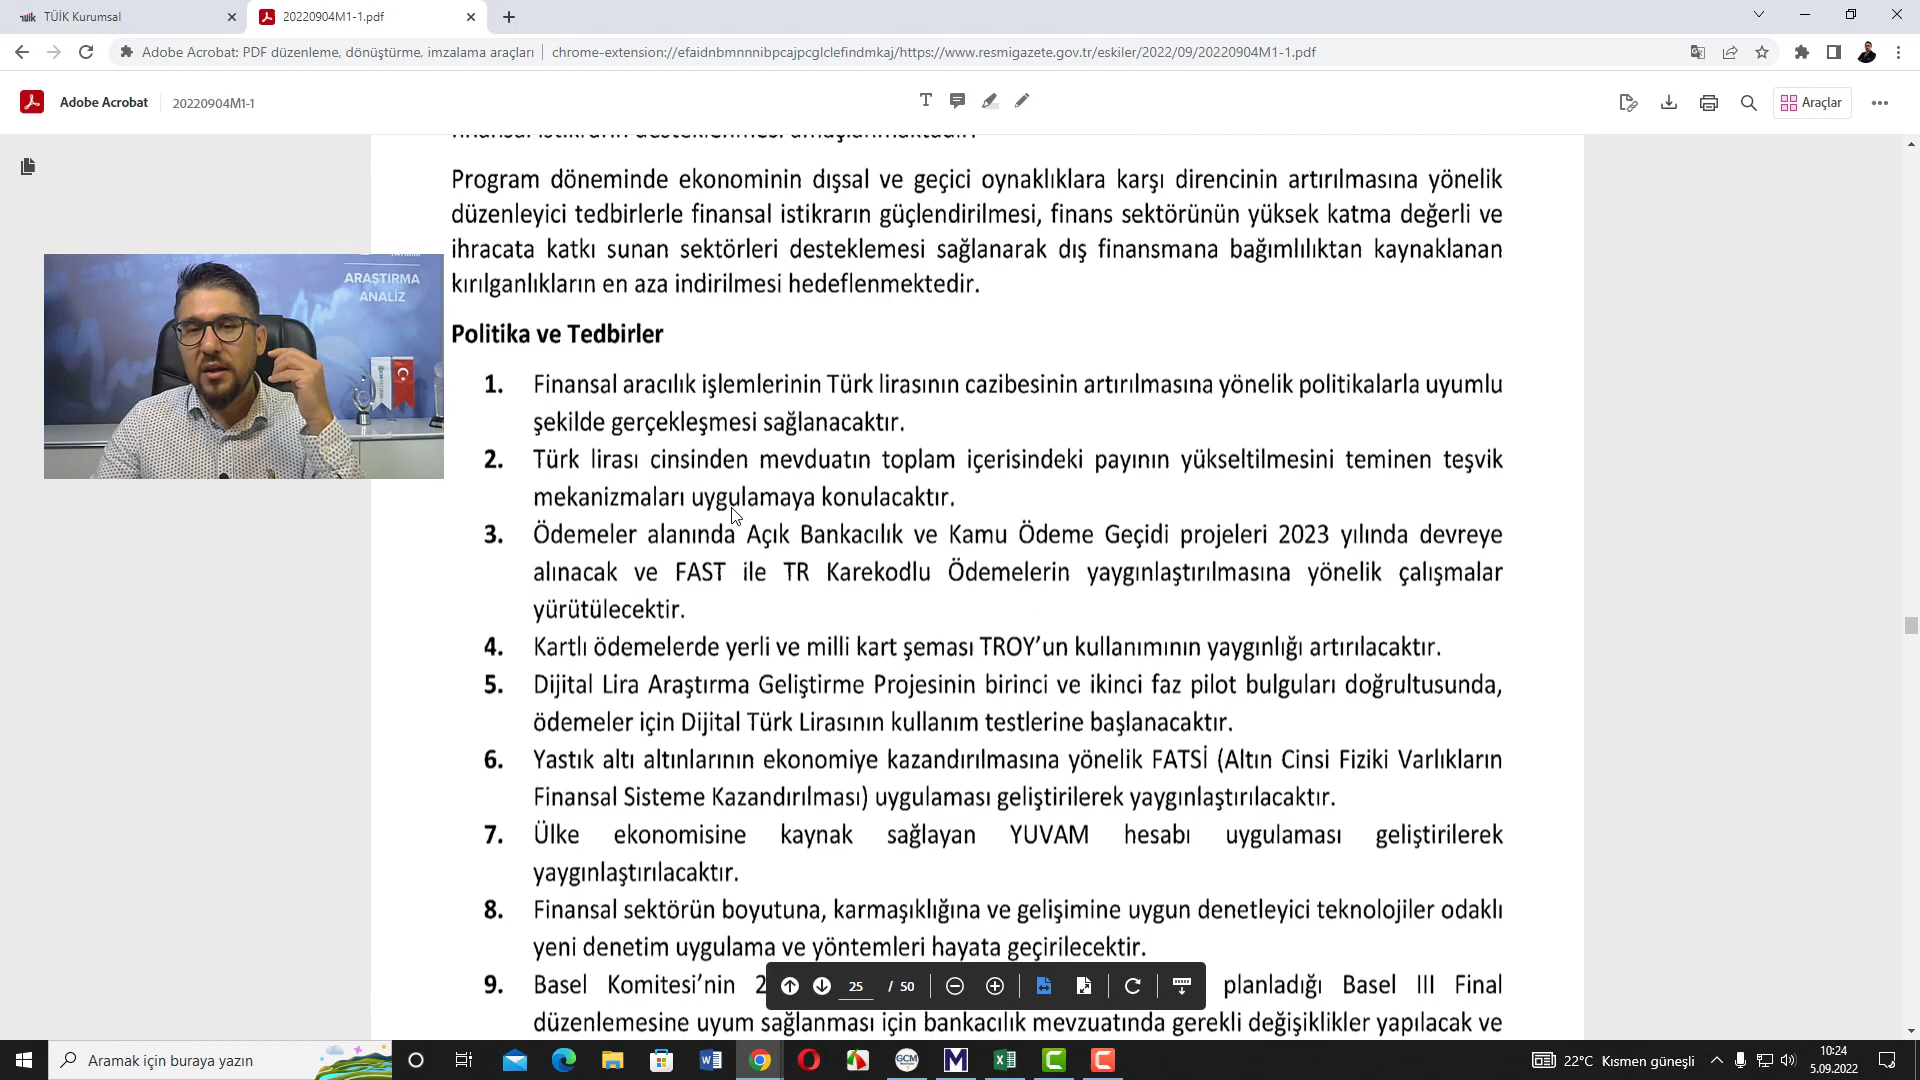 TÜİK Kurumsal
20220904M1-1.pdf
Adobe Acrobat: PDF düzenleme, dönüştürme, imzalama araçları
chrome-extension://efaidnbmnnnibpcajpcglclefindmkaj/https://www.resmigazete.gov.tr/eskiler/2022/09/20220904M1-1.pdf
Adobe Acrobat
20220904M1-1
Araçlar
finansal istikrarın desteklenmesi amaçlanmaktadır.
Program döneminde ekonominin dışsal ve geçici oynaklıklara karşı direncinin artırılmasına yönelik
düzenleyici tedbirlerle finansal istikrarın güçlendirilmesi, finans sektörünün yüksek katma değerli ve
ihracata katkı sunan sektörleri desteklemesi sağlanarak dış finansmana bağımlılıktan kaynaklanan
kırılganlıkların en aza indirilmesi hedeflenmektedir.
ARAŞTIRMA
ANALİZ
Politika ve Tedbirler
1. Finansal aracılık işlemlerinin Türk lirasının cazibesinin artırılmasına yönelik politikalarla uyumlu
şekilde gerçekleşmesi sağlanacaktır.
2. Türk lirası cinsinden mevduatın toplam içerisindeki payının yükseltilmesini teminen teşvik
mekanizmaları uygulamaya konulacaktır.
3. Ödemeler alanında Açık Bankacılık ve Kamu Ödeme Geçidi projeleri 2023 yılında devreye
alınacak ve FAST ile TR Karekodlu Ödemelerin yaygınlaştırılmasına yönelik çalışmalar
yürütülecektir.
4. Kartlı ödemelerde yerli ve milli kart şeması TROY’un kullanımının yaygınlığı artırılacaktır.
5. Dijital Lira Araştırma Geliştirme Projesinin birinci ve ikinci faz pilot bulguları doğrultusunda,
ödemeler için Dijital Türk Lirasının kullanım testlerine başlanacaktır.
6. Yastık altı altınlarının ekonomiye kazandırılmasına yönelik FATSİ (Altın Cinsi Fiziki Varlıkların
Finansal Sisteme Kazandırılması) uygulaması geliştirilerek yaygınlaştırılacaktır.
7. Ülke ekonomisine kaynak sağlayan YUVAM hesabı uygulaması geliştirilerek
yaygınlaştırılacaktır.
8. Finansal sektörün boyutuna, karmaşıklığına ve gelişimine uygun denetleyici teknolojiler odaklı
yeni denetim uygulama ve yöntemleri hayata geçirilecektir.
9. Basel Komitesi’nin 2 planladığı Basel III Final
25 / 50
düzenlemesine uyum sağlanması için bankacılık mevzuatında gerekli değişiklikler yapılacak ve
Aramak için buraya yazın
GCM
22°C Kısmen güneşli
10:24
5.09.2022